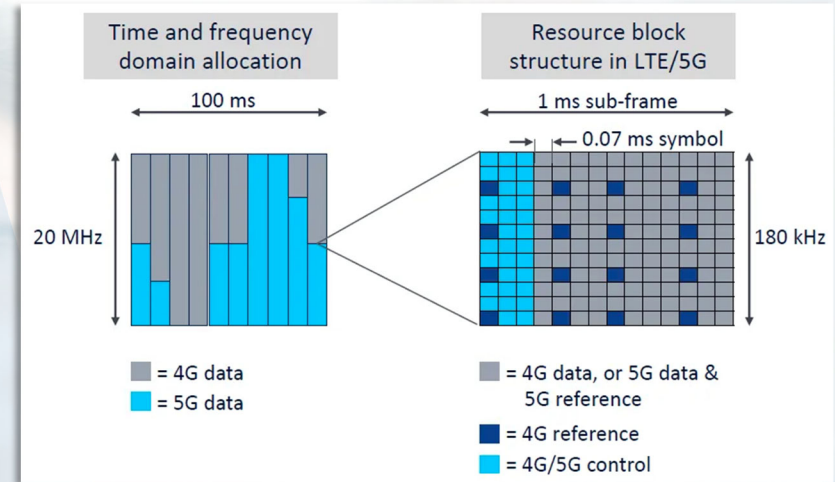 Time and frequency
domain allocation
100 ms
20 MHz
= 4G data
= 5G data
Resource block
structure in LTE/5G
1 ms sub-frame
0.07 ms symbol
180 kHz
= 4G data, or 5G data &
5G reference
= 4G reference
= 4G/5G control